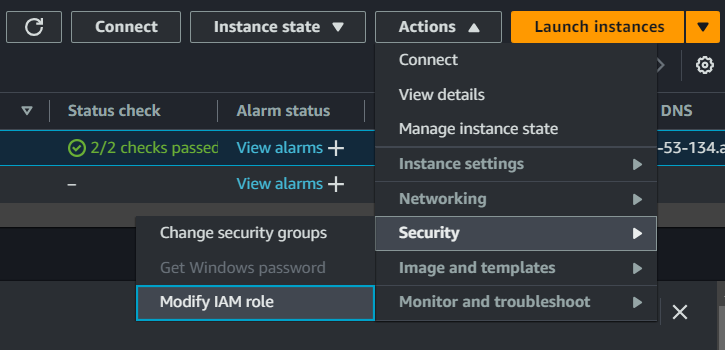 Connect
Instance state
Actions
Launch instances
Connect
View details
Manage instance state
Status check
Alarm status
DNS
2/2 checks passed
View alarms +
-53-134.a
–
View alarms +
Instance settings
Networking
Security
Image and templates
Monitor and troubleshoot
Change security groups
Get Windows password
Modify IAM role